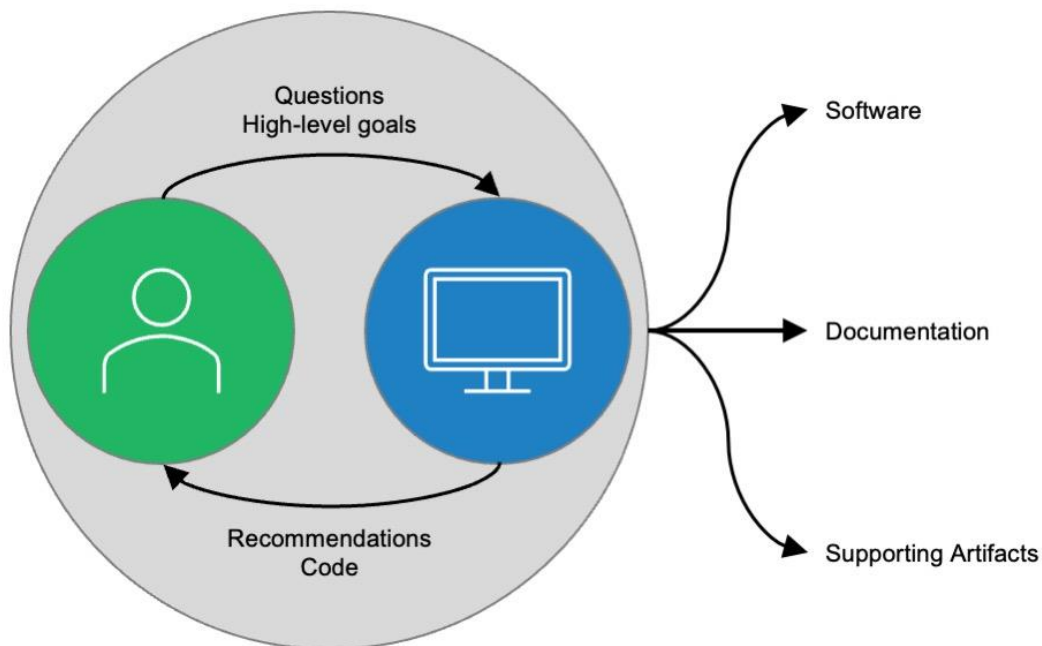 Questions
High-level goals
Software
Documentation
Recommendations
Code
Supporting Artifacts